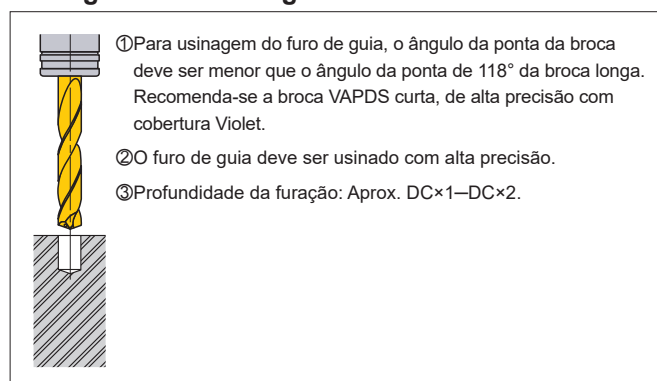 ①Para usinagem do furo de guia, o ângulo da ponta da broca
deve ser menor que o ângulo da ponta de 118° da broca longa.
Recomenda-se a broca VAPDS curta, de alta precisão com
cobertura Violet.
②O furo de guia deve ser usinado com alta precisão.
③Profundidade da furação: Aprox. DC×1─DC×2.